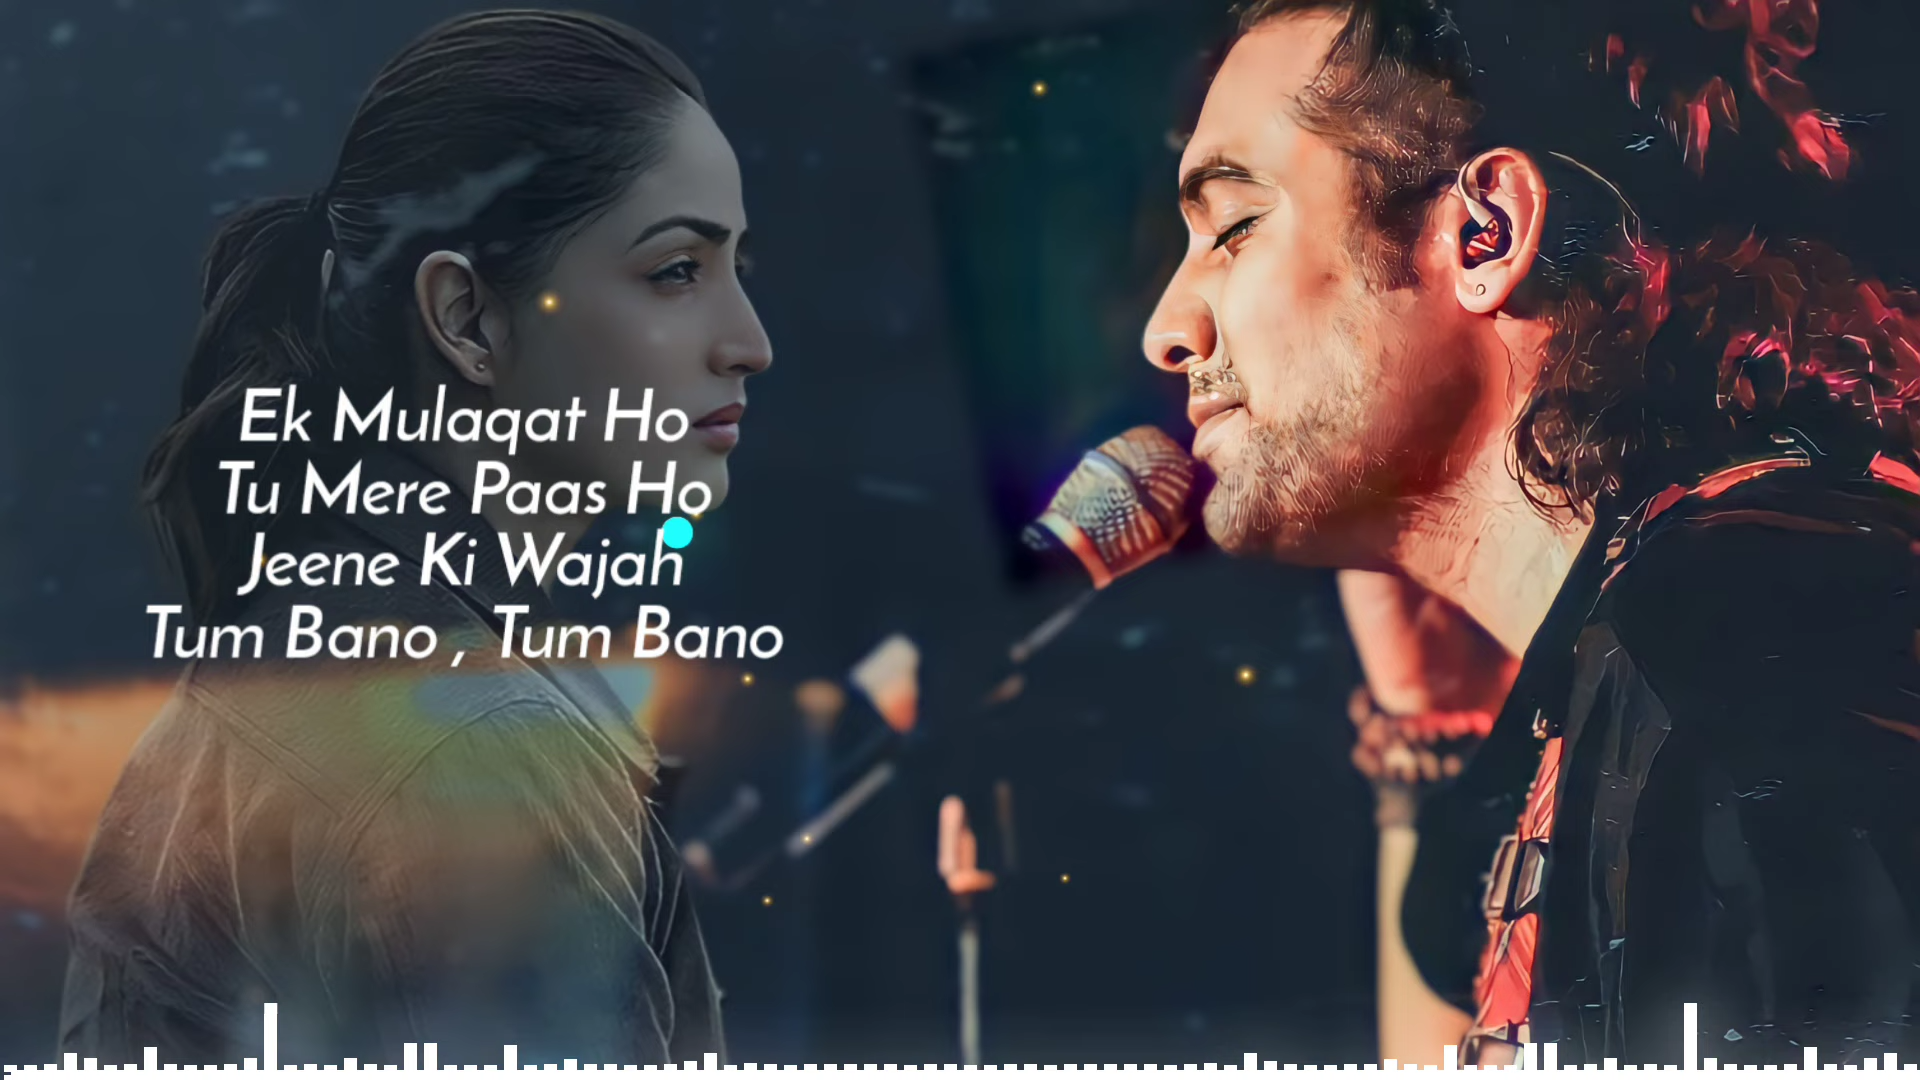 Ek Mulaqat Ho
Tu Mere Paas Ho
Jeene Ki Wajah
Tum Bano , Tum Bano